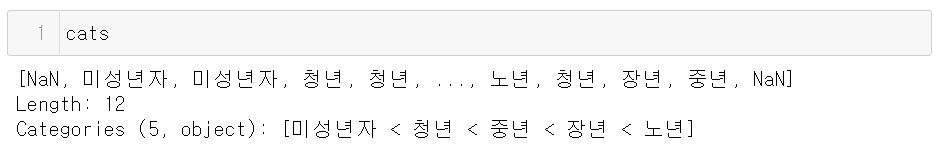 1 cats
[NaN, 미성년자, 미성년자, 청년, 청년, ..., 노년, 청년, 장년, 중년, NaN]
Length: 12
Categories (5, object): [미성년자 < 청년 < 중년 < 장년 < 노년]